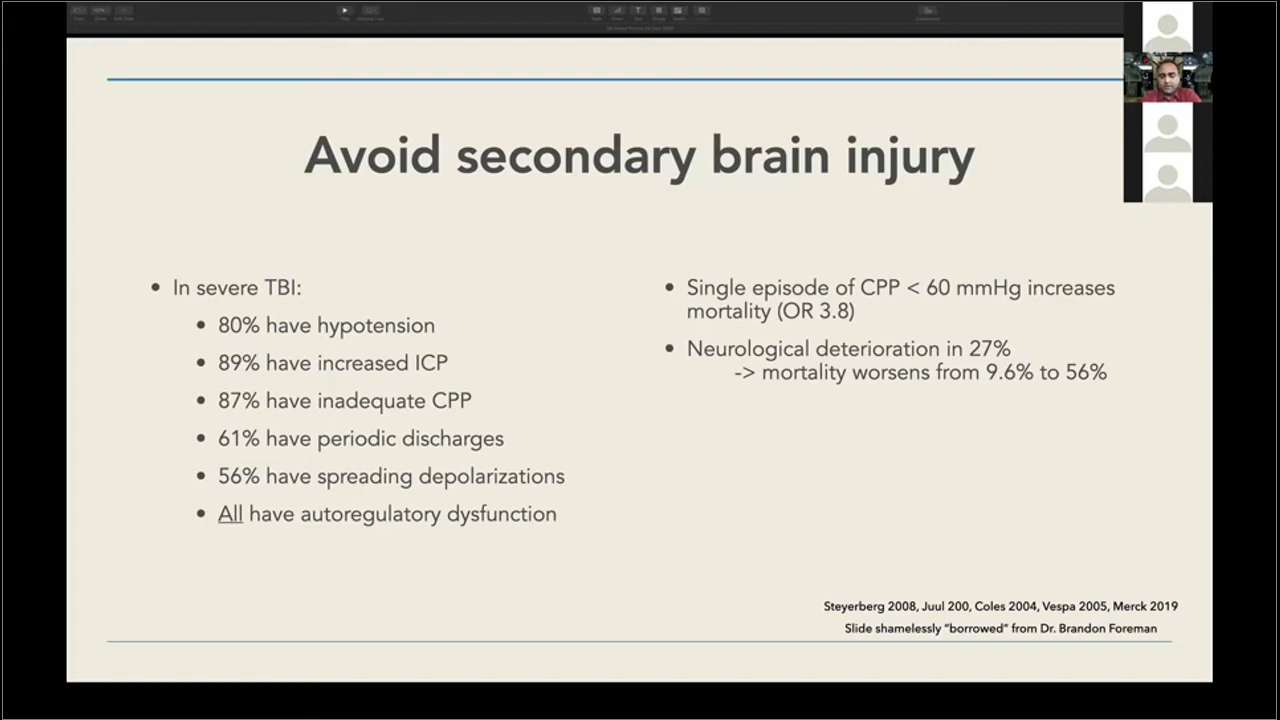 Avoid secondary brain injury
• In severe TBI:
• 80% have hypotension
• 89% have increased ICP
• 87% have inadequate CPP
• 61% have periodic discharges
• 56% have spreading depolarizations
• All have autoregulatory dysfunction
• Single episode of CPP < 60 mmHg increases
mortality (OR 3.8)
• Neurological deterioration in 27%
-> mortality worsens from 9.6% to 56%
Steyerberg 2008, Juul 200, Coles 2004, Vespa 2005, Merck 2019
Slide shamelessly “borrowed” from Dr. Brandon Foreman